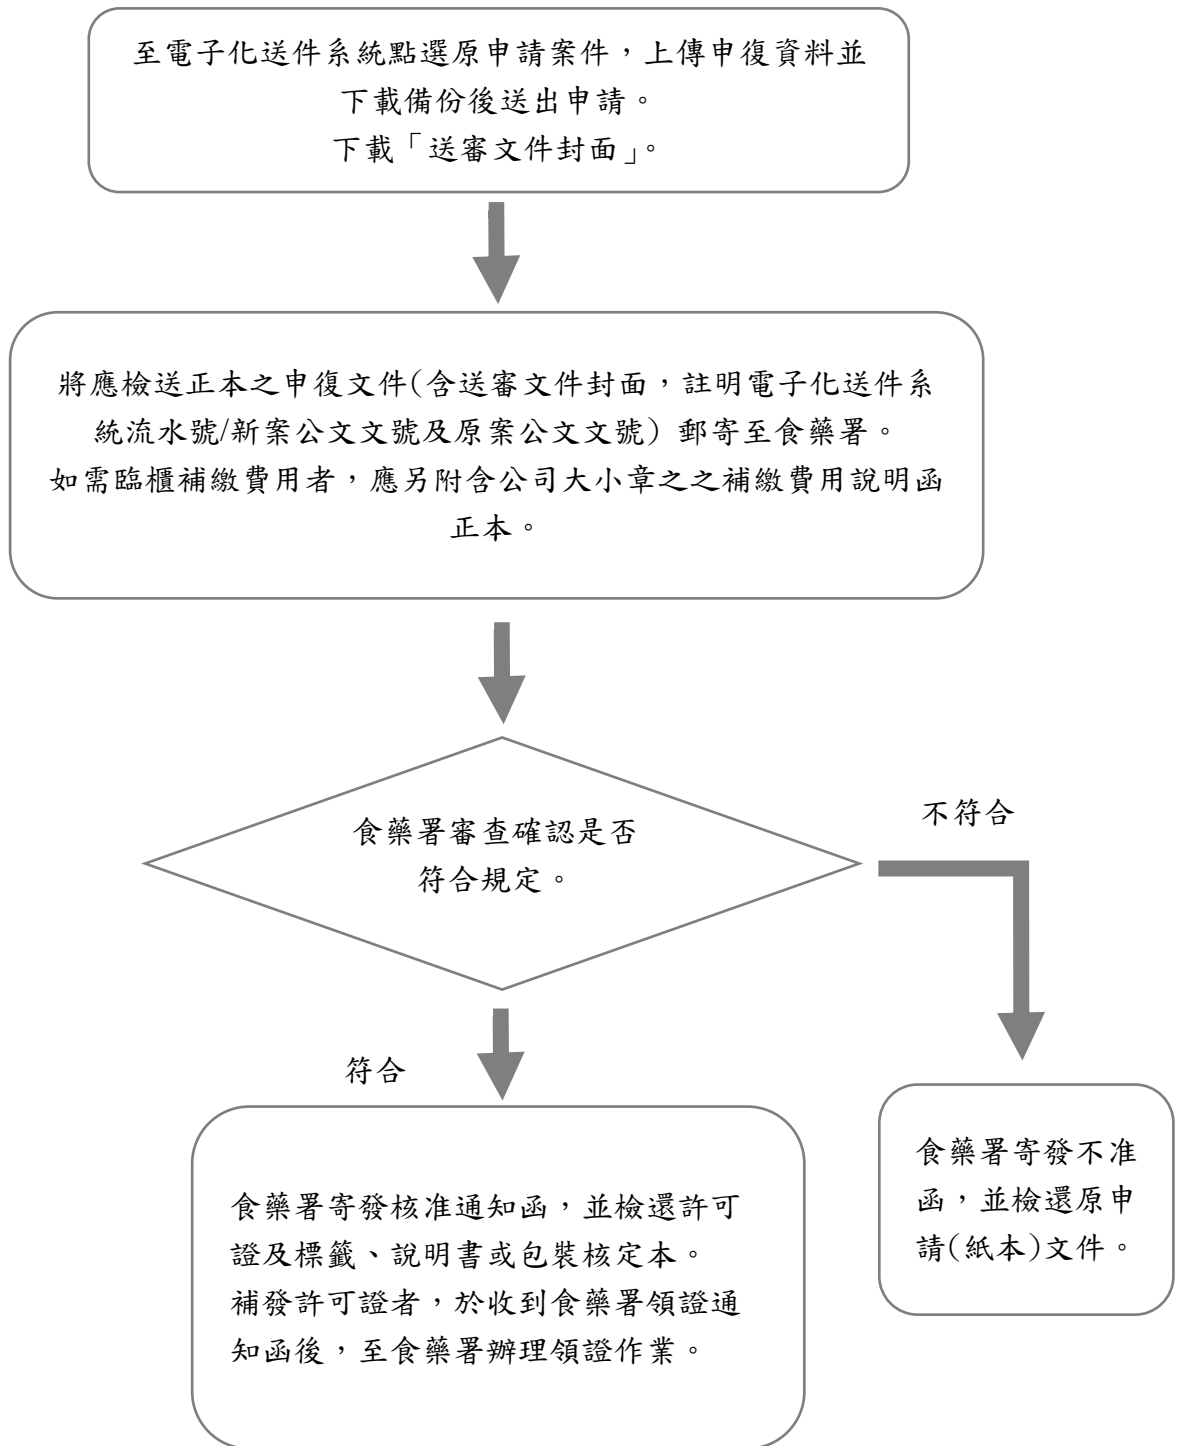 至電子化送件系統點選原申請案件，上傳申復資料並
下載備份後送出申請。
下載「送審文件封面」。
將應檢送正本之申復文件(含送審文件封面，註明電子化送件系
統流水號/新案公文文號及原案公文文號) 郵寄至食藥署。
如需臨櫃補繳費用者，應另附含公司大小章之之補繳費用說明函
正本。
食藥署審查確認是否
符合規定。
不符合
符合
食藥署寄發不准
函，並檢還原申
請(紙本)文件。
食藥署寄發核准通知函，並檢還許可
證及標籤、說明書或包裝核定本。
補發許可證者，於收到食藥署領證通
知函後，至食藥署辦理領證作業。